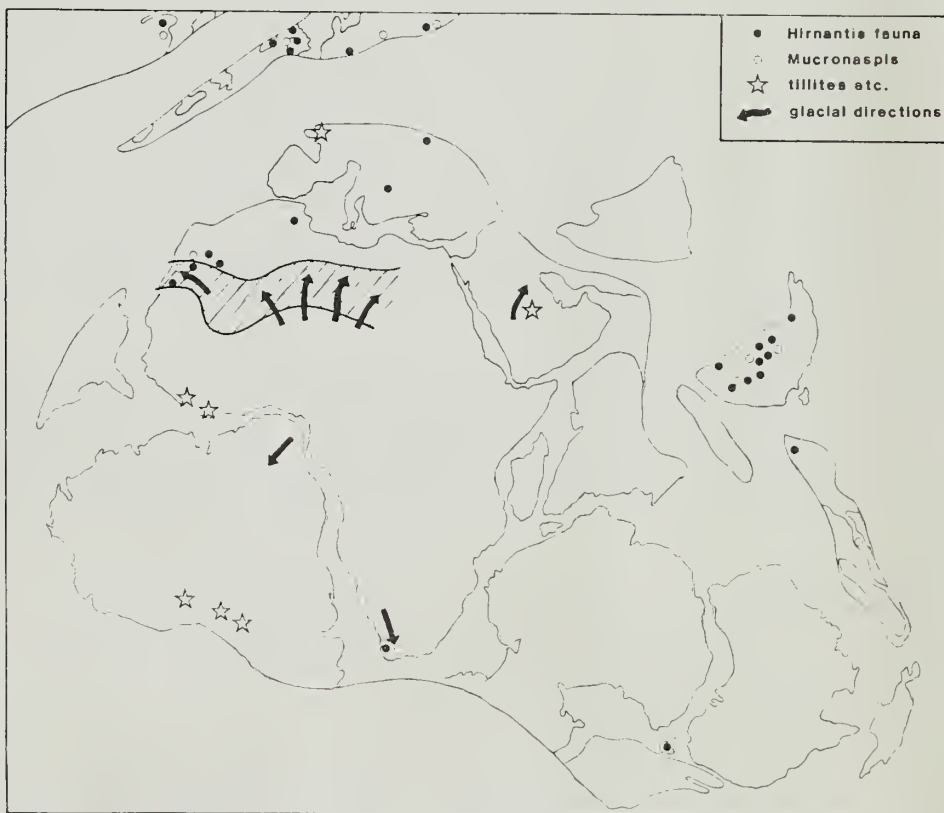 Hirnantia fauna
Mucronaspis
tillites etc.
glacial directions